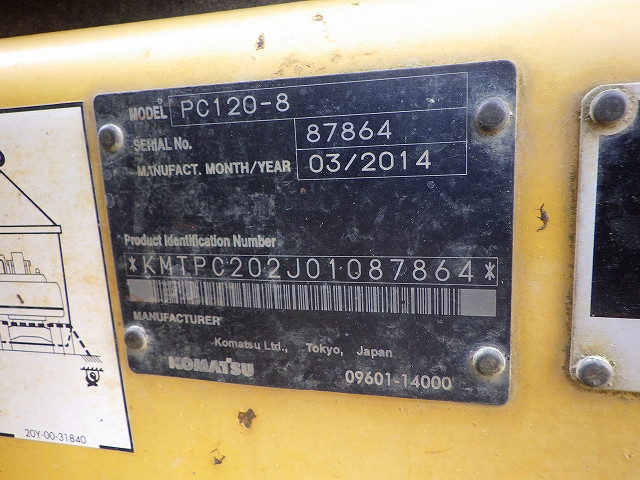 MODEL PC120-8
SERIAL No. 87864
MANUFACT. MONTH/YEAR 03/2014
Product Identification Number
*KMTPC202J01087864*
MANUFACTURER
Komatsu Ltd., Tokyo, Japan
KOMATSU 09601-14000
20Y-00-31840